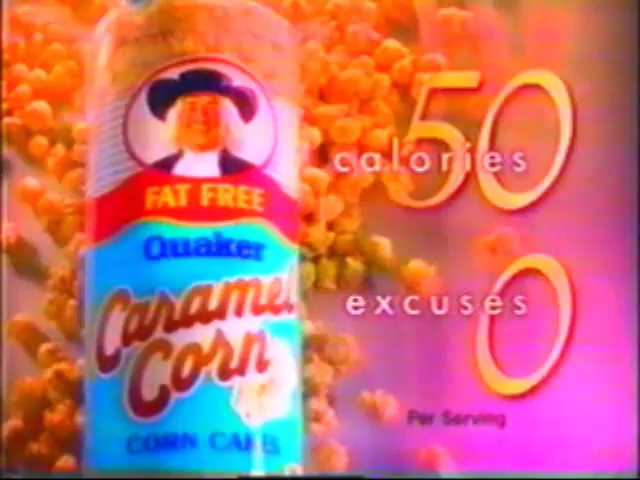 FAT FREE
Quaker
Caramel
Corn
CORN CAKES
50
calories
0
excuses
Per Serving